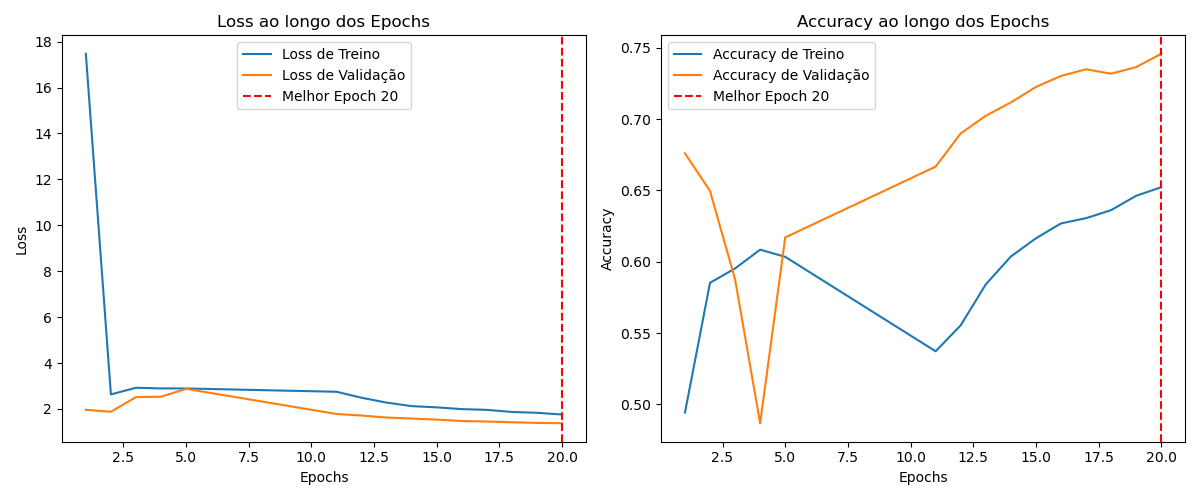 Loss ao longo dos Epochs
18
16
14
12
10
8
6
4
2
Loss
Loss de Treino
Loss de Validação
Melhor Epoch 20
2.5 5.0 7.5 10.0 12.5 15.0 17.5 20.0
Epochs
Accuracy ao longo dos Epochs
0.75
0.70
0.65
0.60
0.55
0.50
Accuracy
Accuracy de Treino
Accuracy de Validação
Melhor Epoch 20
2.5 5.0 7.5 10.0 12.5 15.0 17.5 20.0
Epochs